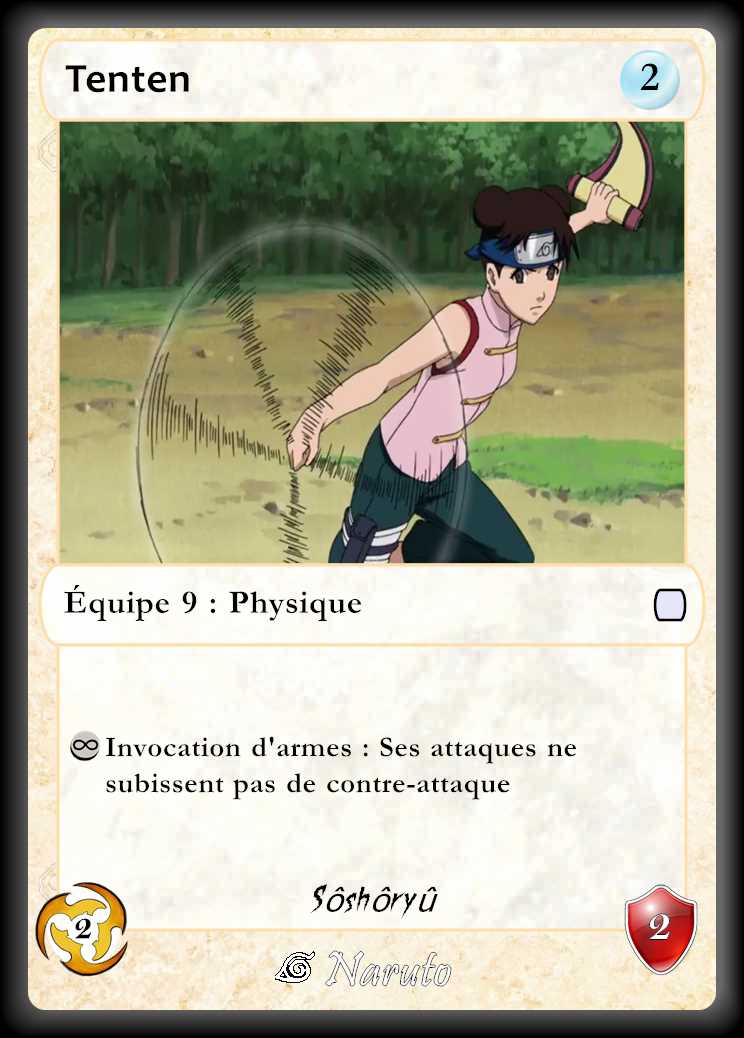 Tenten
2
Équipe 9 : Physique
Invocation d'armes : Ses attaques ne
subissent pas de contre-attaque
Sôshôryû
2
2
Naruto